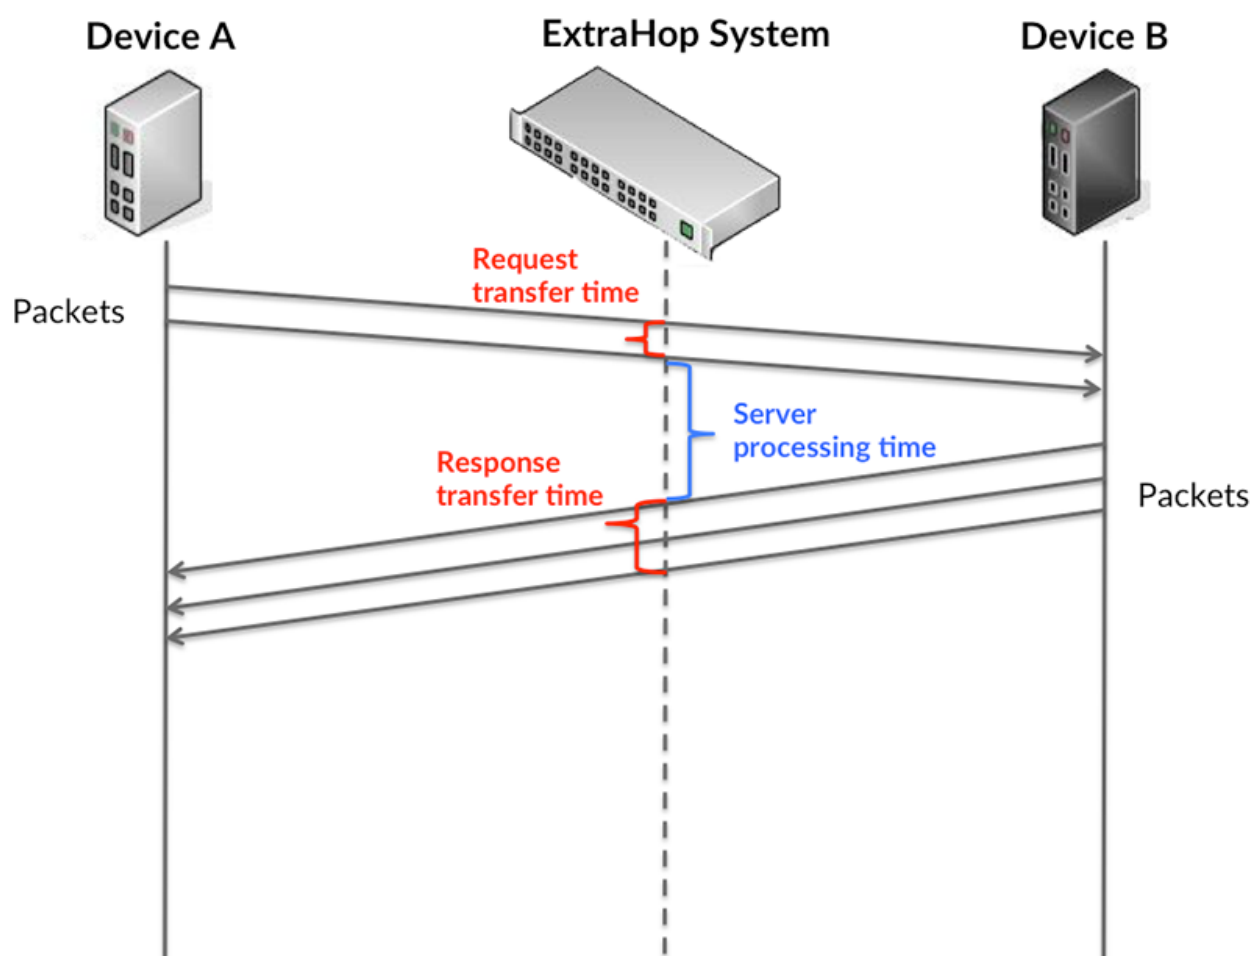 Device A
ExtraHop System
Device B
Request
transfer time
Packets
Server
processing time
Response
transfer time
Packets